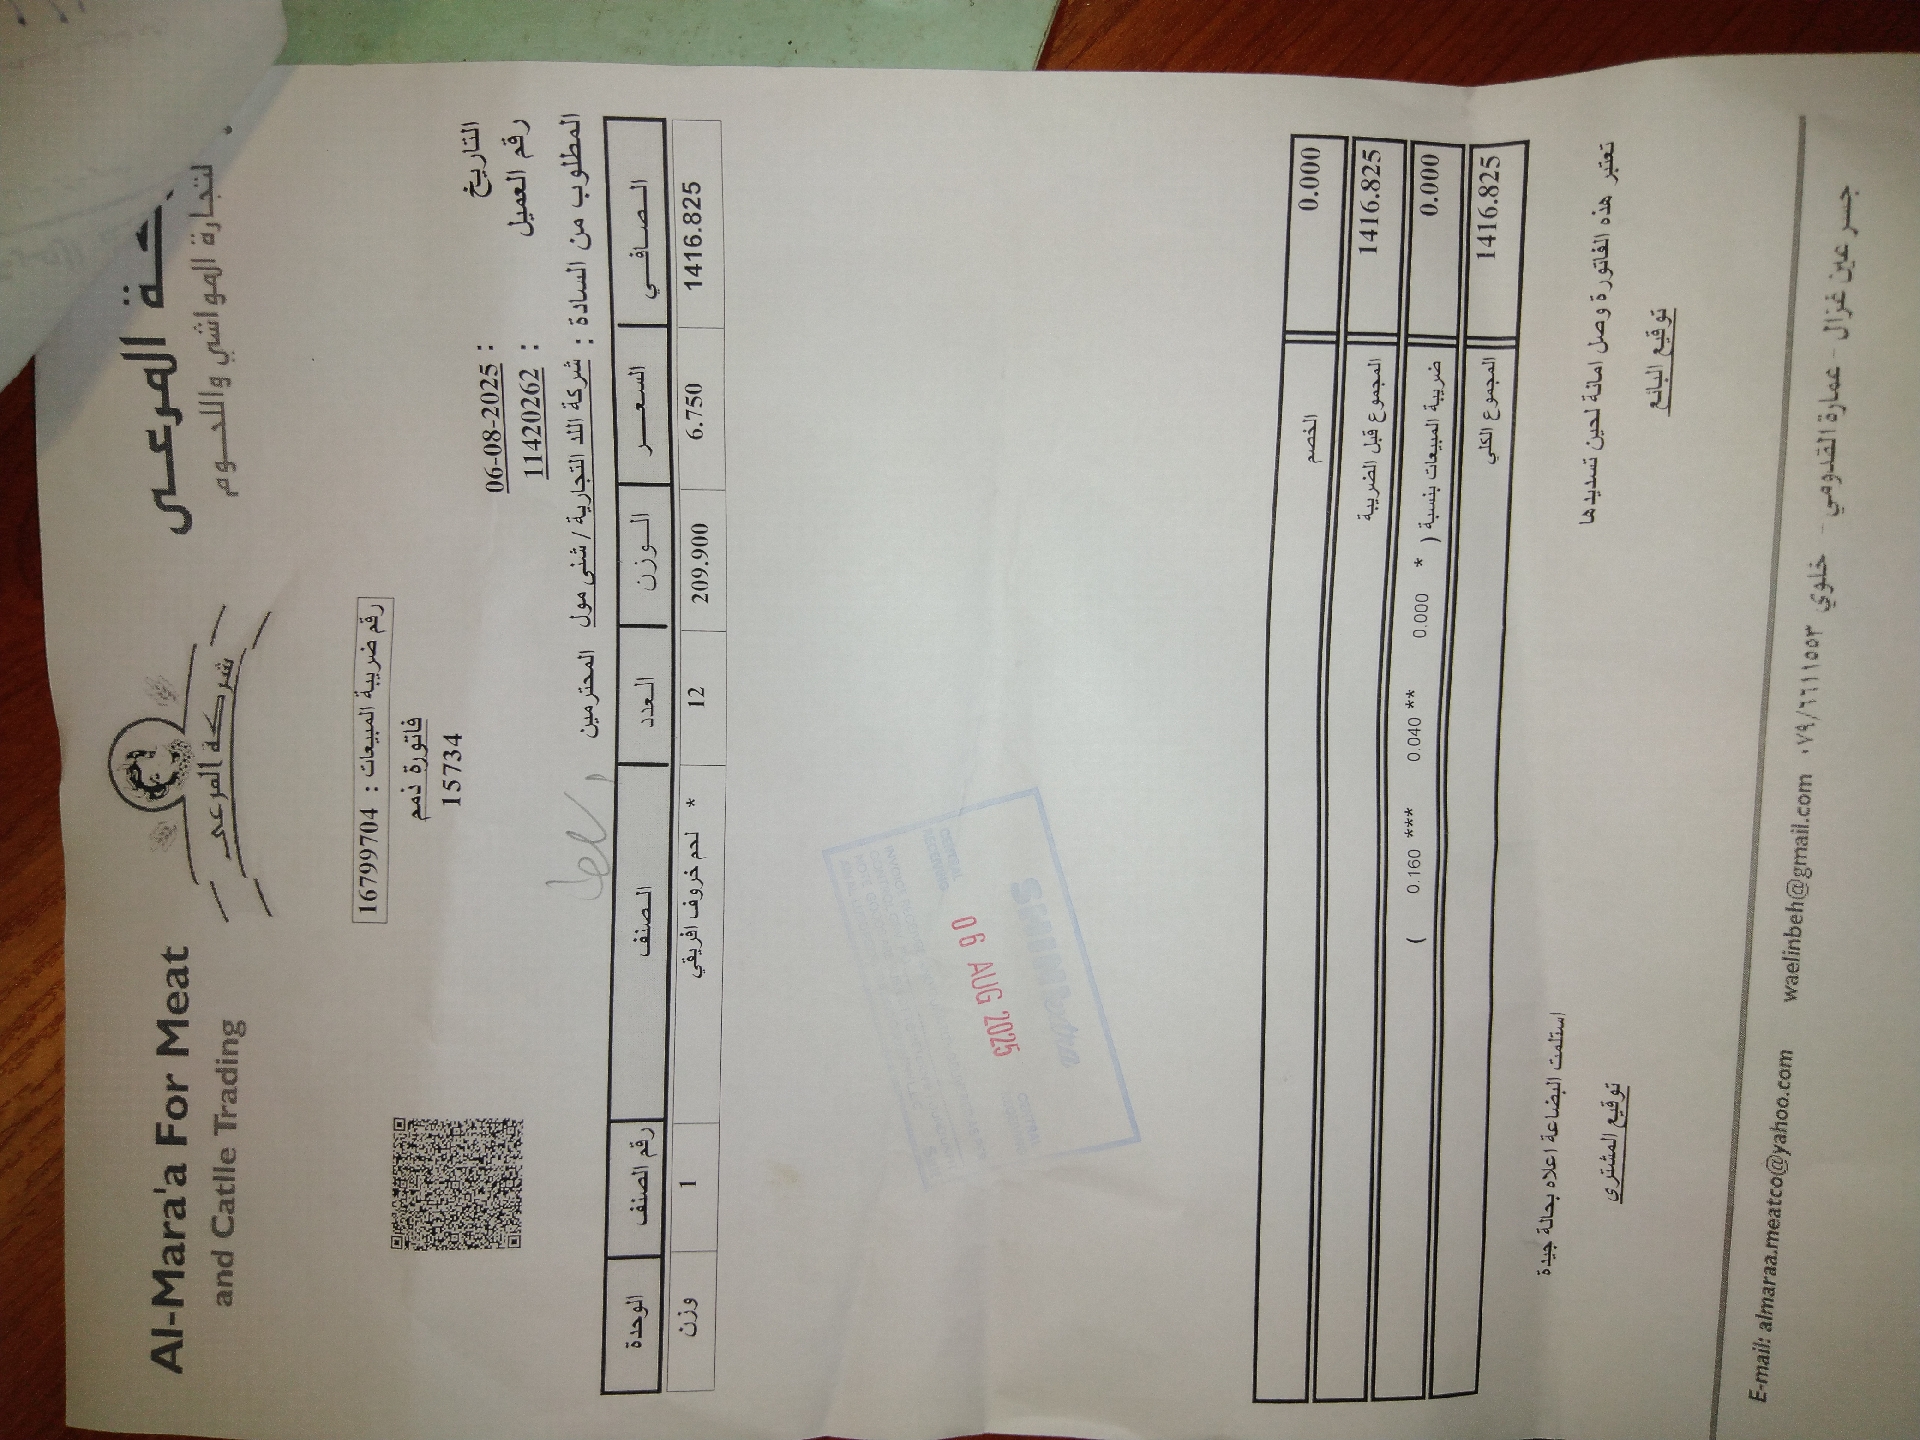 Al-Mara'a For Meat
and Catlle Trading
شركة المرعى
المرعى
لتجارة المواشي واللحوم
رقم ضريبة المبيعات : 16799704
فاتورة ذمم
15734
التاريخ : 06-08-2025
رقم العميل : 11420262
المطلوب من السادة : شركة اللد التجارية / شنى مول المحترمين
الوحدة رقم الصنف الصنف العدد الوزن السعر الصافي
وزن 1 لحم خروف افريقي * 12 209.900 6.750 1416.825
06 AUG 2025
الخصم 0.000
المجموع قبل الضريبة 1416.825
ضريبة المبيعات بنسبة ( * 0.000 ** 0.040 *** 0.160 ) 0.000
المجموع الكلي 1416.825
تعتبر هذه الفاتورة وصل امانة لحين تسديدها
استلمت البضاعة اعلاه بحالة جيدة
توقيع البائع
توقيع المشتري
جسر عين غزال - عمارة القدومي - خلوي ٠٧٩/٦٦١١٥٥٣
E-mail: almaraa.meatco@yahoo.com waelinbeh@gmail.com